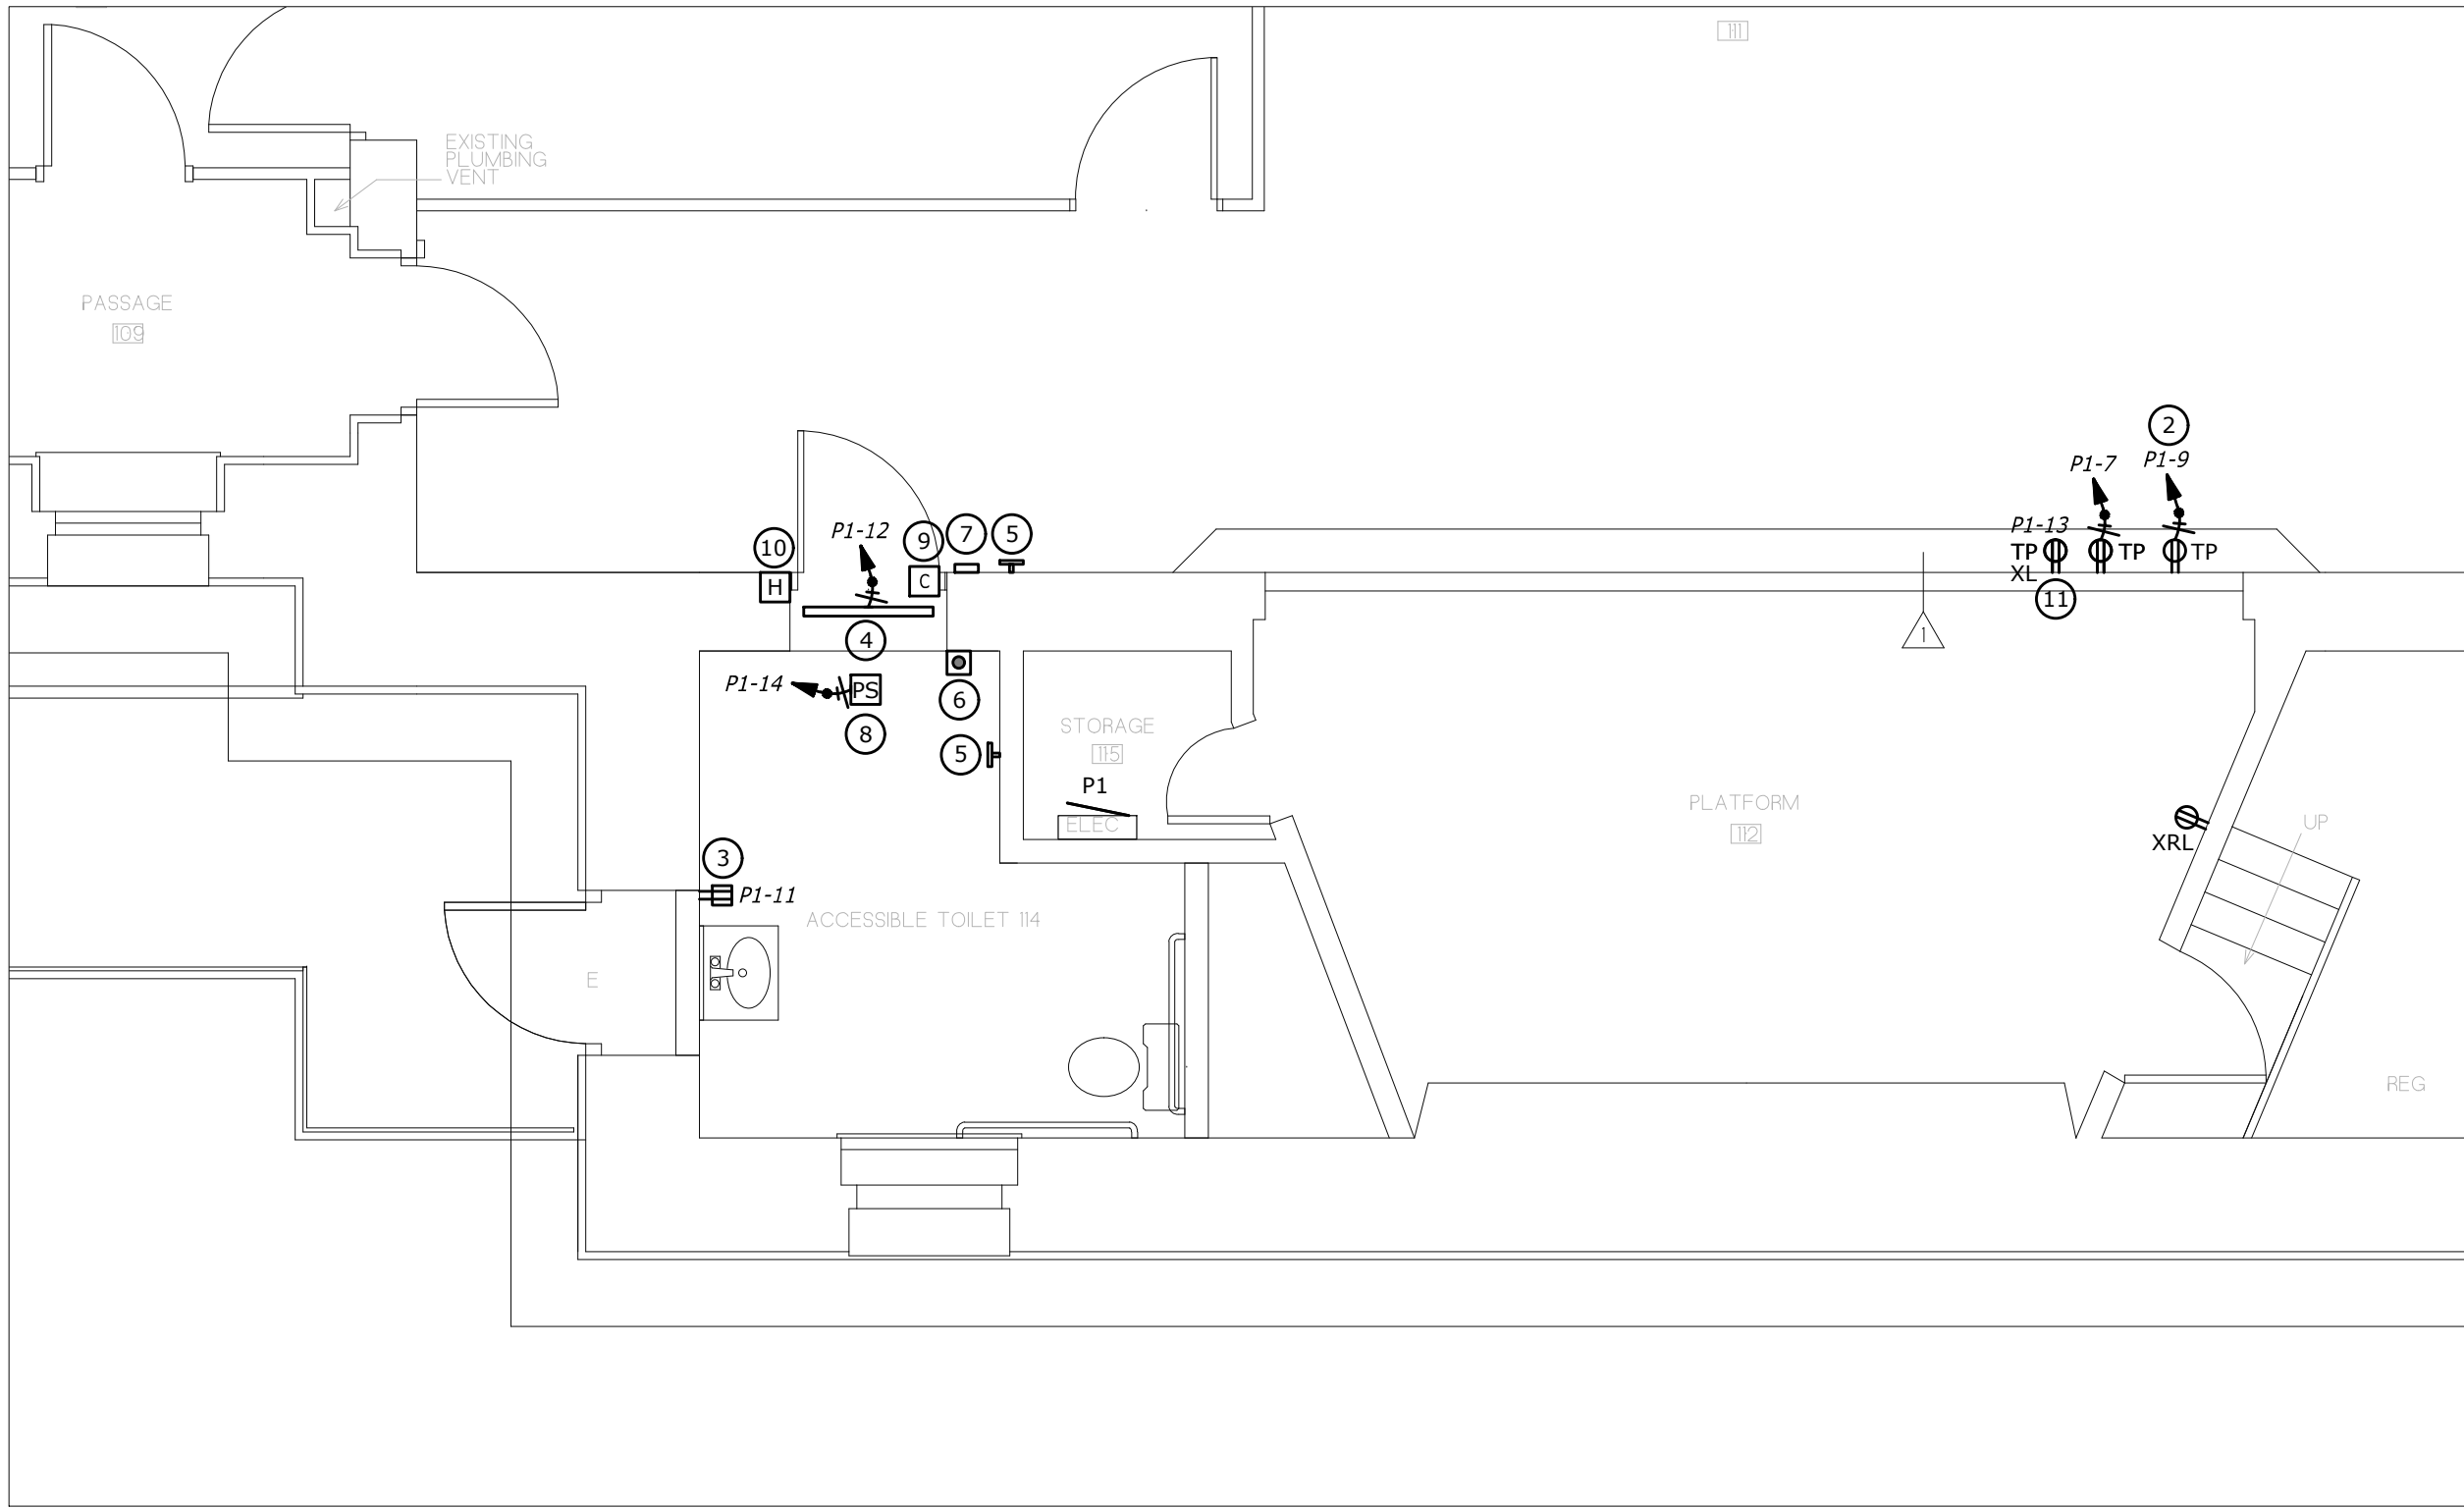 111
EXISTING
PLUMBING
VENT
PASSAGE
109
2
P1-7
P1-9
10
P1-12
9
7
5
P1-13
TP
TP
TP
XL
H
C
11
4
1
P1-14
PS
6
8
5
STORAGE
115
P1
ELEC
PLATFORM
112
UP
XRL
3
P1-11
ACCESSIBLE TOILET 114
E
REG